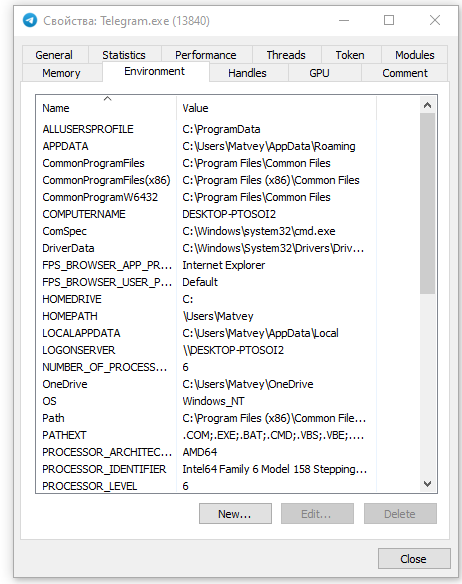 Свойства: Telegram.exe (13840)
General Statistics Performance Threads Token Modules
Memory Environment Handles GPU Comment
Name Value
ALLUSERSPROFILE C:\ProgramData
APPDATA C:\Users\Matvey\AppData\Roaming
CommonProgramFiles C:\Program Files\Common Files
CommonProgramFiles(x86) C:\Program Files (x86)\Common Files
CommonProgramW6432 C:\Program Files\Common Files
COMPUTERNAME DESKTOP-PTOSOI2
ComSpec C:\Windows\system32\cmd.exe
DriverData C:\Windows\System32\Drivers\Driv...
FPS_BROWSER_APP_PR... Internet Explorer
FPS_BROWSER_USER_P... Default
HOMEDRIVE C:
HOMEPATH \Users\Matvey
LOCALAPPDATA C:\Users\Matvey\AppData\Local
LOGONSERVER \\DESKTOP-PTOSOI2
NUMBER_OF_PROCESS... 6
OneDrive C:\Users\Matvey\OneDrive
OS Windows_NT
Path C:\Program Files (x86)\Common File...
PATHEXT .COM;.EXE;.BAT;.CMD;.VBS;.VBE;....
PROCESSOR_ARCHITEC... AMD64
PROCESSOR_IDENTIFIER Intel64 Family 6 Model 158 Stepping...
PROCESSOR_LEVEL 6
New... Edit... Delete
Close